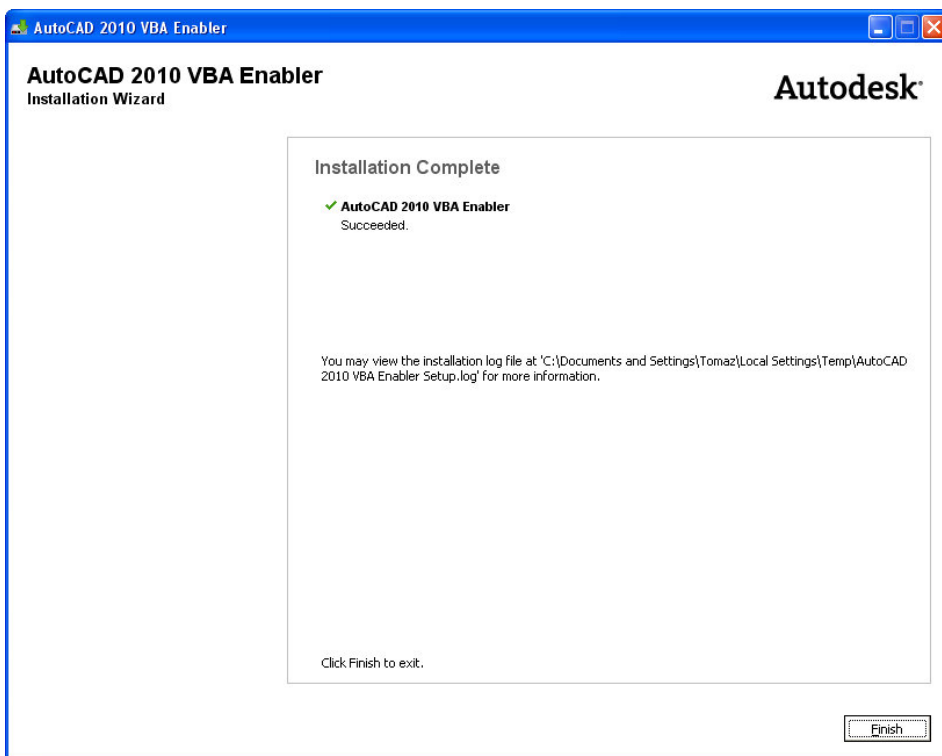 AutoCAD 2010 VBA Enabler
AutoCAD 2010 VBA Enabler
Installation Wizard
Autodesk
Installation Complete
AutoCAD 2010 VBA Enabler
Succeeded.
You may view the installation log file at 'C:\Documents and Settings\Tomaz\Local Settings\Temp\AutoCAD
2010 VBA Enabler Setup.log' for more information.
Click Finish to exit.
Finish